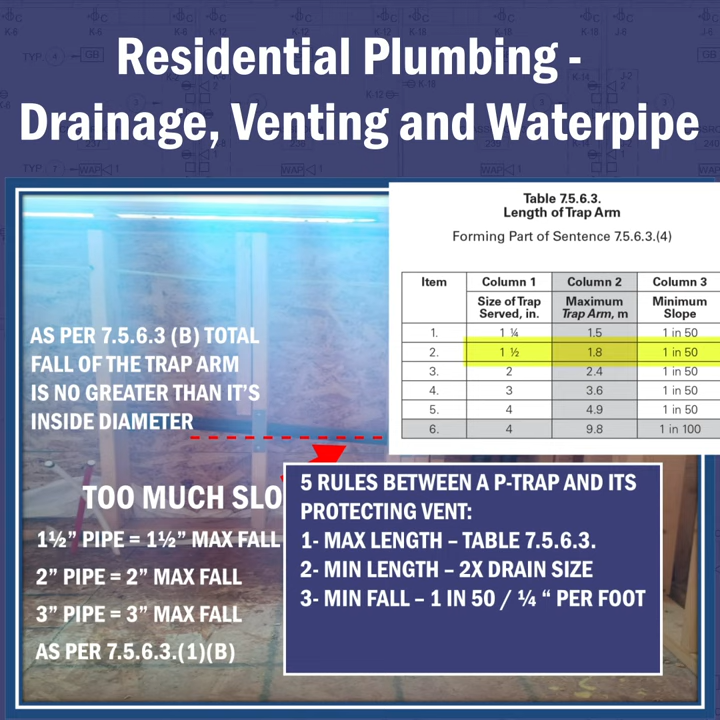 Residential Plumbing -
Drainage, Venting and Waterpipe
Table 7.5.6.3.
Length of Trap Arm
Forming Part of Sentence 7.5.6.3.(4)
Item Column 1 Column 2 Column 3
Size of Trap Served, in. Maximum Trap Arm, m Minimum Slope
1. 1 ¼ 1.5 1 in 50
2. 1 ½ 1.8 1 in 50
3. 2 2.4 1 in 50
4. 3 3.6 1 in 50
5. 4 4.9 1 in 50
6. 4 9.8 1 in 100
AS PER 7.5.6.3 (B) TOTAL
FALL OF THE TRAP ARM
IS NO GREATER THAN IT'S
INSIDE DIAMETER
TOO MUCH SLO
1½” PIPE = 1½” MAX FALL
2” PIPE = 2” MAX FALL
3” PIPE = 3” MAX FALL
AS PER 7.5.6.3.(1)(B)
5 RULES BETWEEN A P-TRAP AND ITS
PROTECTING VENT:
1- MAX LENGTH – TABLE 7.5.6.3.
2- MIN LENGTH – 2X DRAIN SIZE
3- MIN FALL – 1 IN 50 / ¼ “ PER FOOT